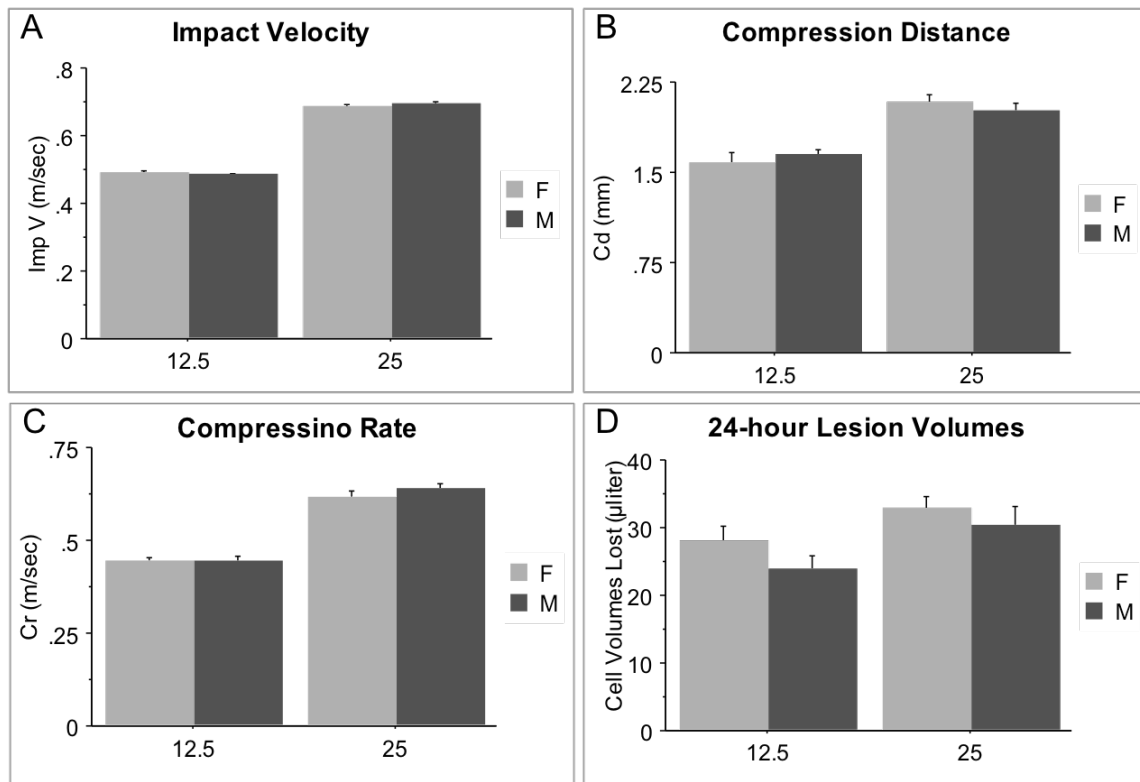 A
Impact Velocity
.8
.6
.4
.2
0
Imp V (m/sec)
12.5
25
F
M
B
Compression Distance
2.25
1.5
.75
0
Cd (mm)
12.5
25
F
M
C
Compressino Rate
.75
.5
.25
0
Cr (m/sec)
12.5
25
F
M
D
24-hour Lesion Volumes
40
30
20
10
0
Cell Volumes Lost (µliter)
12.5
25
F
M